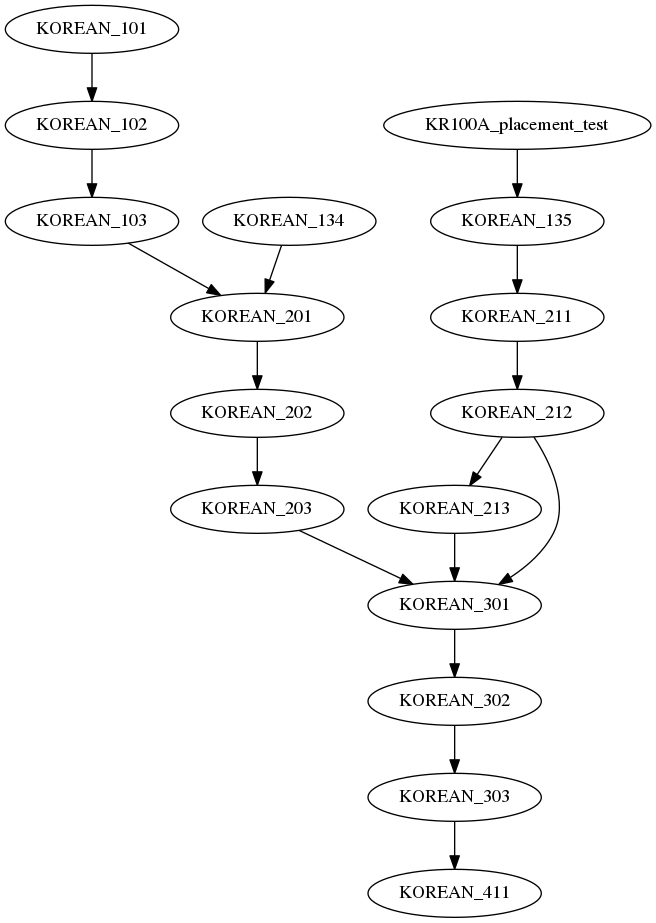 KOREAN_101
KOREAN_102
KR100A_placement_test
KOREAN_103
KOREAN_134
KOREAN_135
KOREAN_201
KOREAN_211
KOREAN_202
KOREAN_212
KOREAN_203
KOREAN_213
KOREAN_301
KOREAN_302
KOREAN_303
KOREAN_411